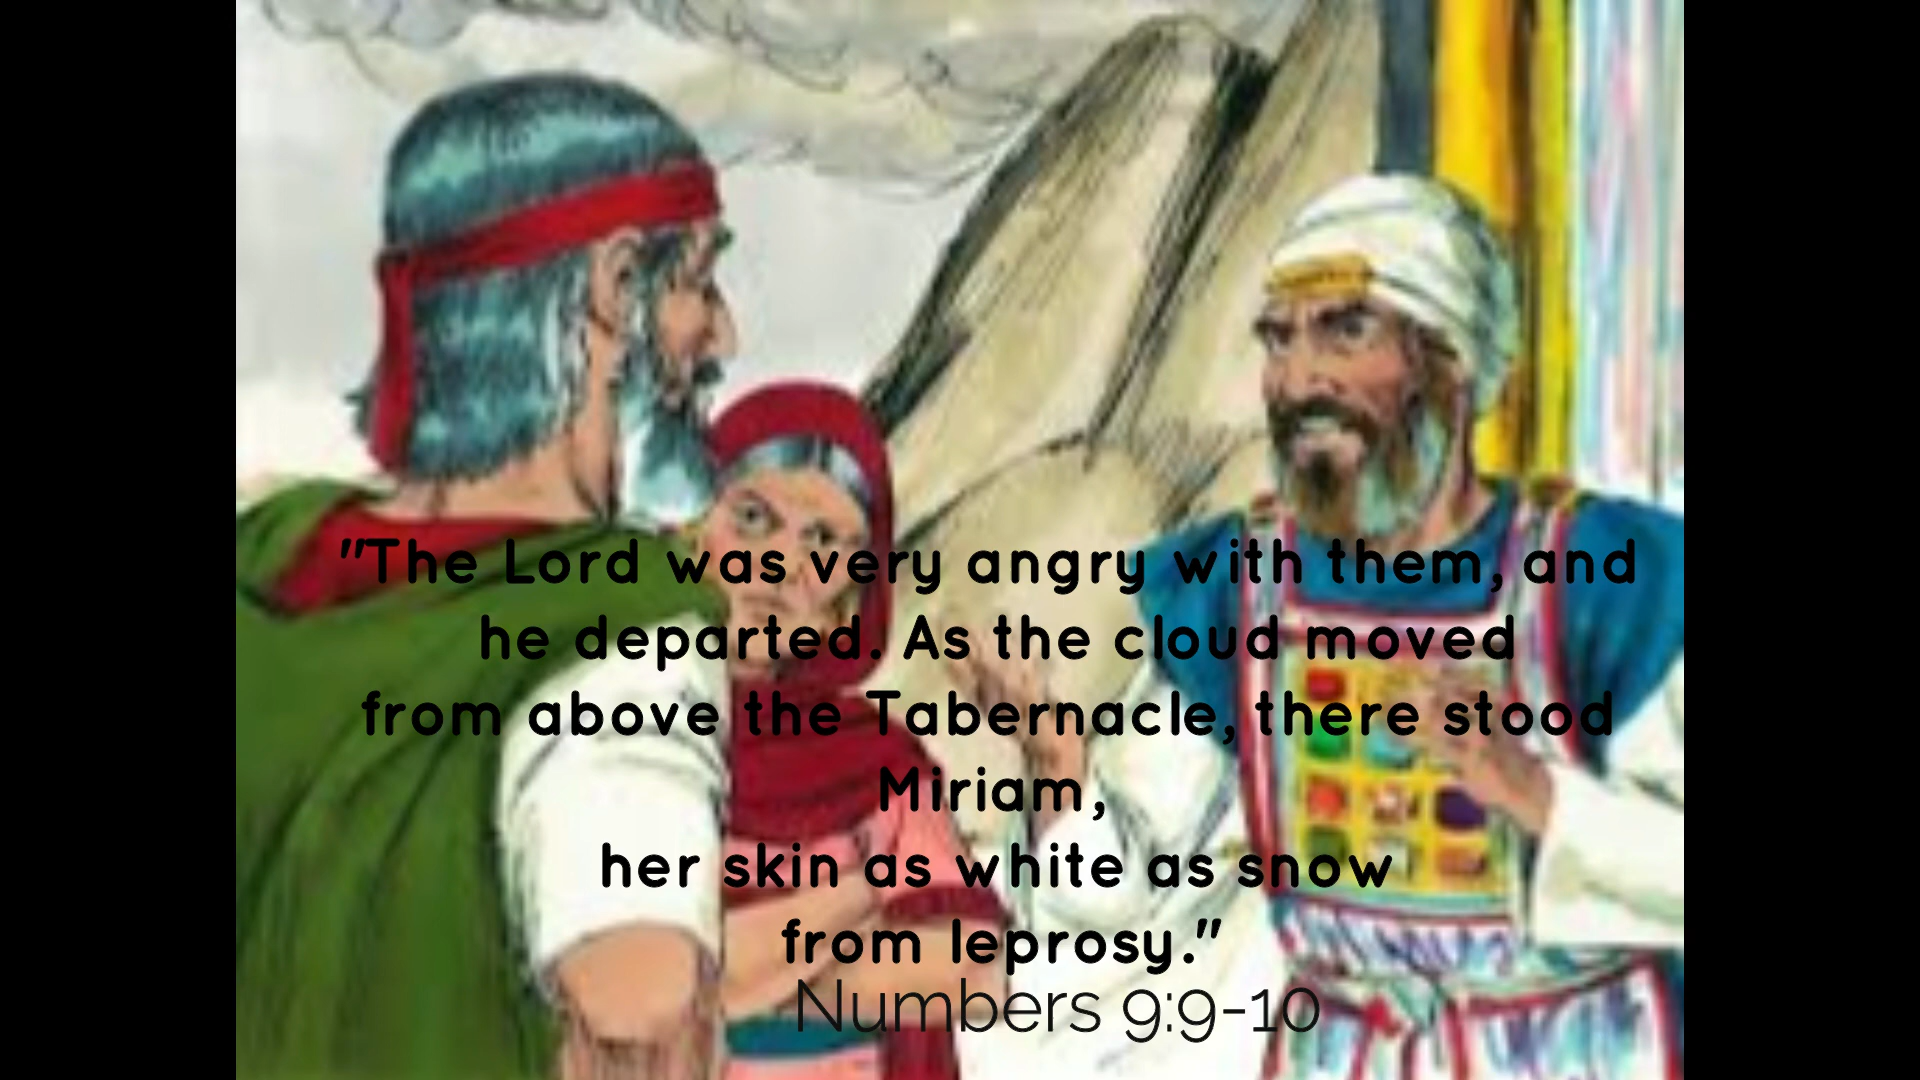 "The Lord was very angry with them, and
he departed. As the cloud moved
from above the Tabernacle, there stood
Miriam,
her skin as white as snow
from leprosy."
Numbers 9:9-10